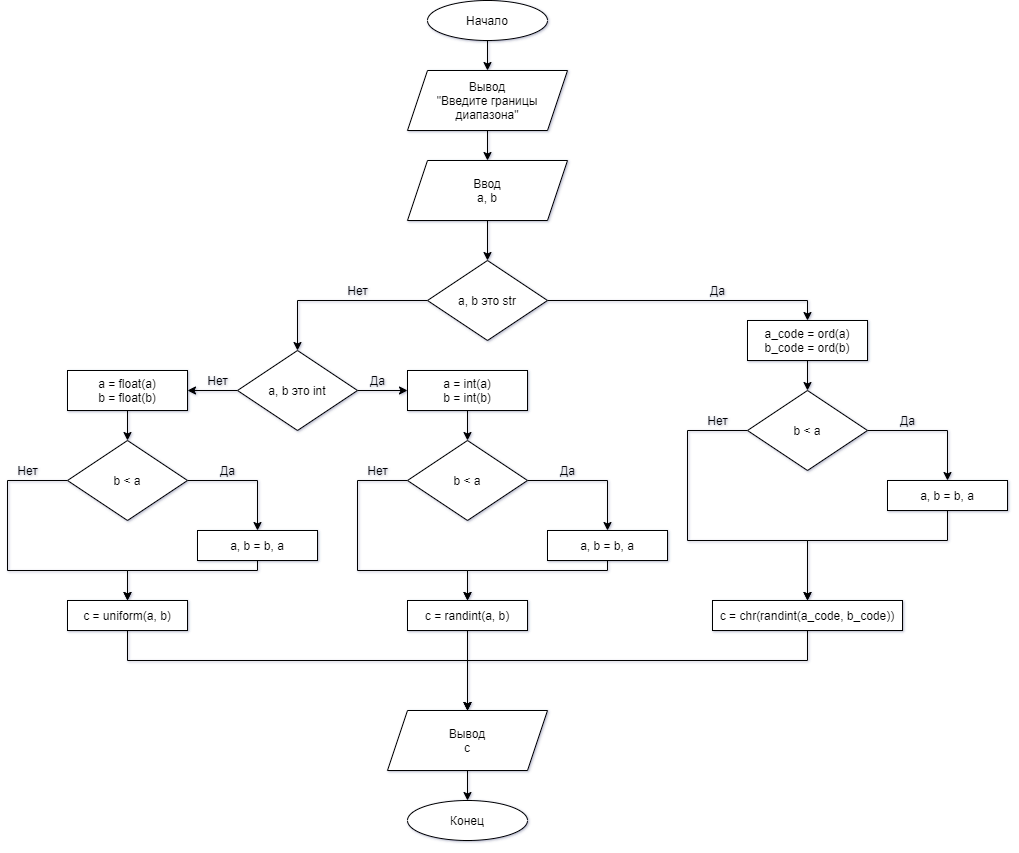 Начало
Вывод
"Введите границы
диапазона"
Ввод
a, b
a, b это str
Нет
Да
a_code = ord(a)
b_code = ord(b)
a, b это int
Нет
Да
a = float(a)
b = float(b)
a = int(a)
b = int(b)
b < a
Нет
Да
a, b = b, a
b < a
Нет
Да
a, b = b, a
b < a
Нет
Да
a, b = b, a
c = uniform(a, b)
c = randint(a, b)
c = chr(randint(a_code, b_code))
Вывод
c
Конец